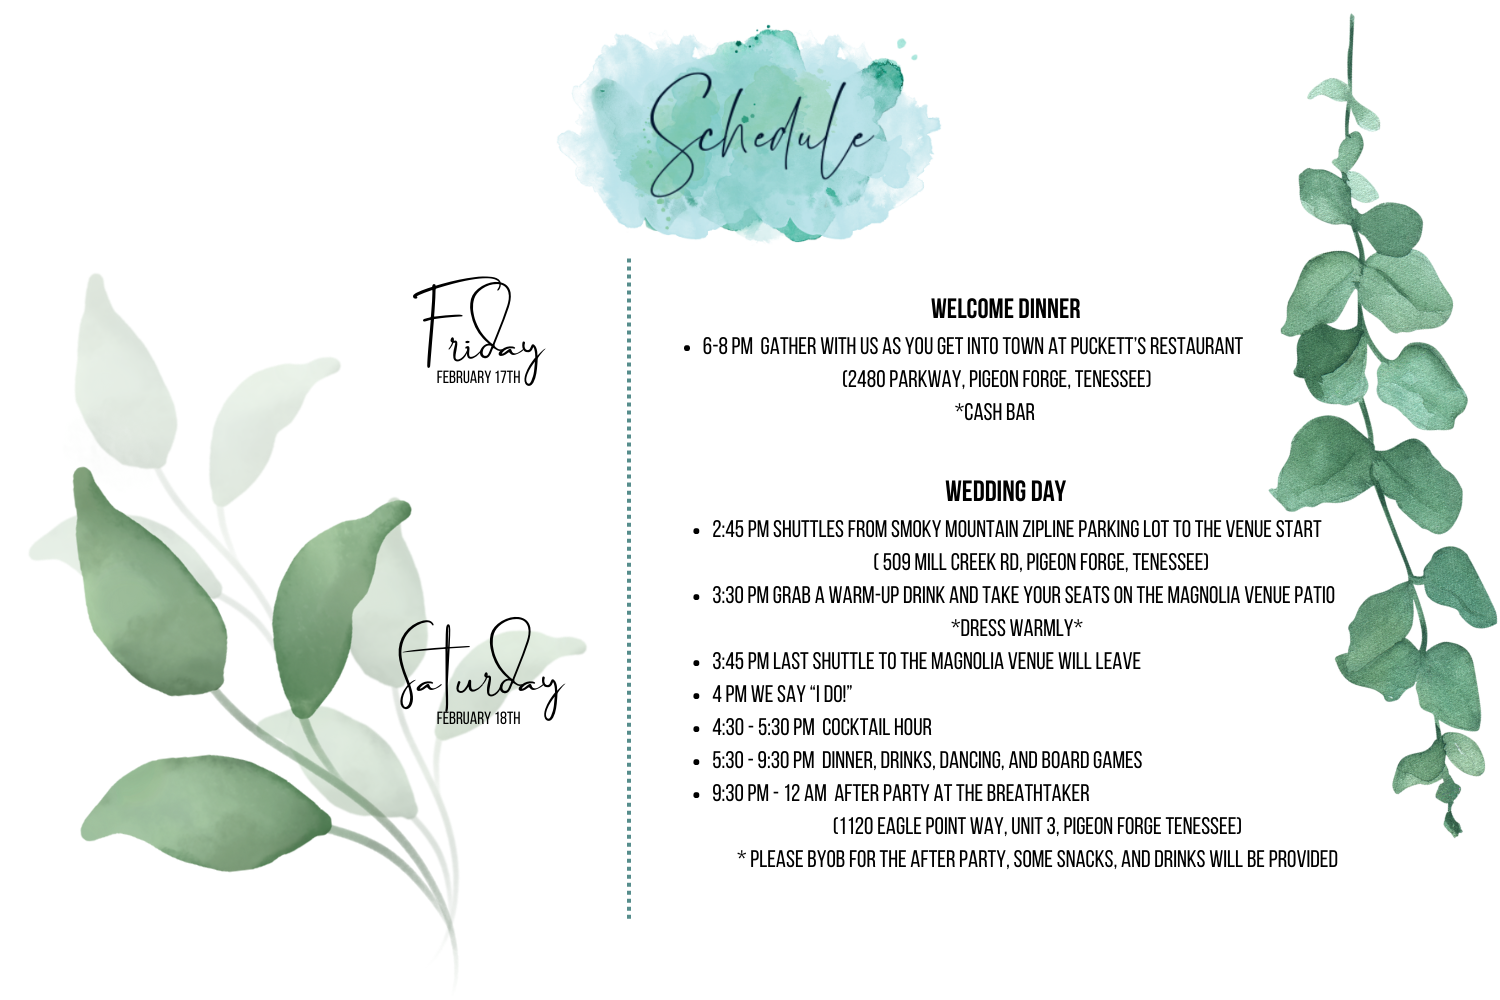 Schedule
Friday
FEBRUARY 17TH
WELCOME DINNER
• 6-8 PM GATHER WITH US AS YOU GET INTO TOWN AT PUCKETT'S RESTAURANT
(2480 PARKWAY, PIGEON FORGE, TENESSEE)
*CASH BAR
Saturday
FEBRUARY 18TH
WEDDING DAY
• 2:45 PM SHUTTLES FROM SMOKY MOUNTAIN ZIPLINE PARKING LOT TO THE VENUE START
( 509 MILL CREEK RD, PIGEON FORGE, TENESSEE)
• 3:30 PM GRAB A WARM-UP DRINK AND TAKE YOUR SEATS ON THE MAGNOLIA VENUE PATIO
*DRESS WARMLY*
• 3:45 PM LAST SHUTTLE TO THE MAGNOLIA VENUE WILL LEAVE
• 4 PM WE SAY “I DO!”
• 4:30 - 5:30 PM COCKTAIL HOUR
• 5:30 - 9:30 PM DINNER, DRINKS, DANCING, AND BOARD GAMES
• 9:30 PM - 12 AM AFTER PARTY AT THE BREATHTAKER
(1120 EAGLE POINT WAY, UNIT 3, PIGEON FORGE TENESSEE)
* PLEASE BYOB FOR THE AFTER PARTY, SOME SNACKS, AND DRINKS WILL BE PROVIDED